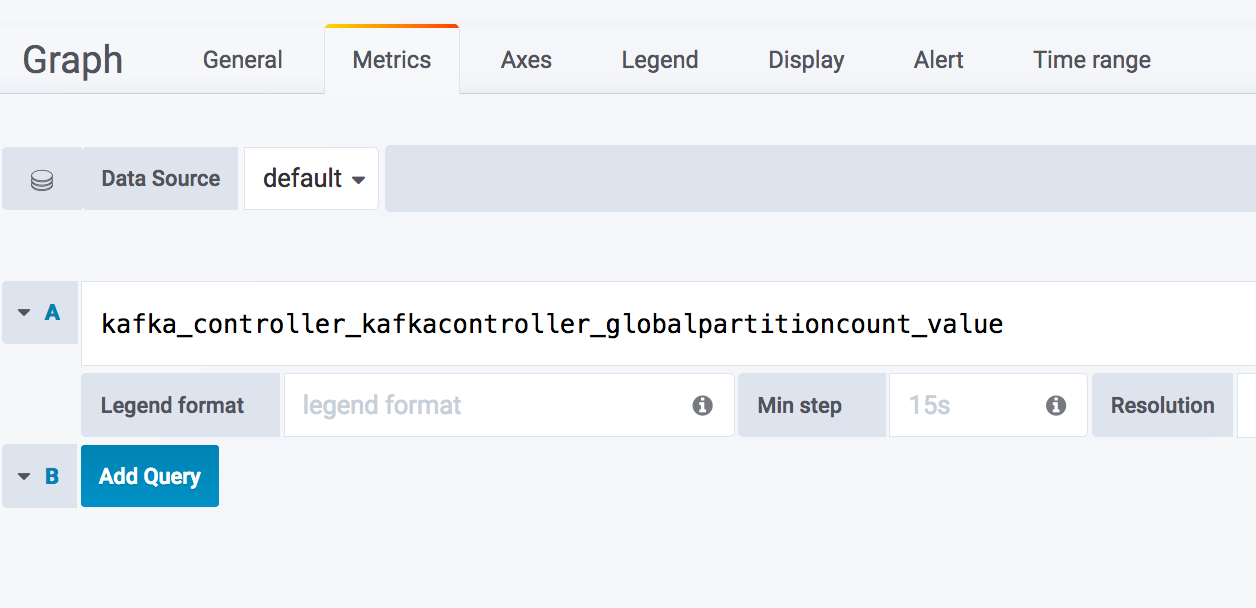 Graph General Metrics Axes Legend Display Alert Time range
Data Source default
A kafka_controller_kafkacontroller_globalpartitioncount_value
Legend format legend format Min step 15s Resolution
B Add Query